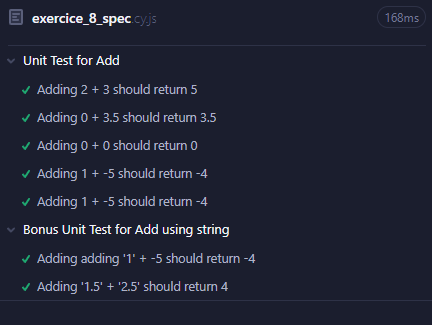 exercice_8_spec.cy.js 168ms
Unit Test for Add
Adding 2 + 3 should return 5
Adding 0 + 3.5 should return 3.5
Adding 0 + 0 should return 0
Adding 1 + -5 should return -4
Adding 1 + -5 should return -4
Bonus Unit Test for Add using string
Adding adding '1' + -5 should return -4
Adding '1.5' + '2.5' should return 4